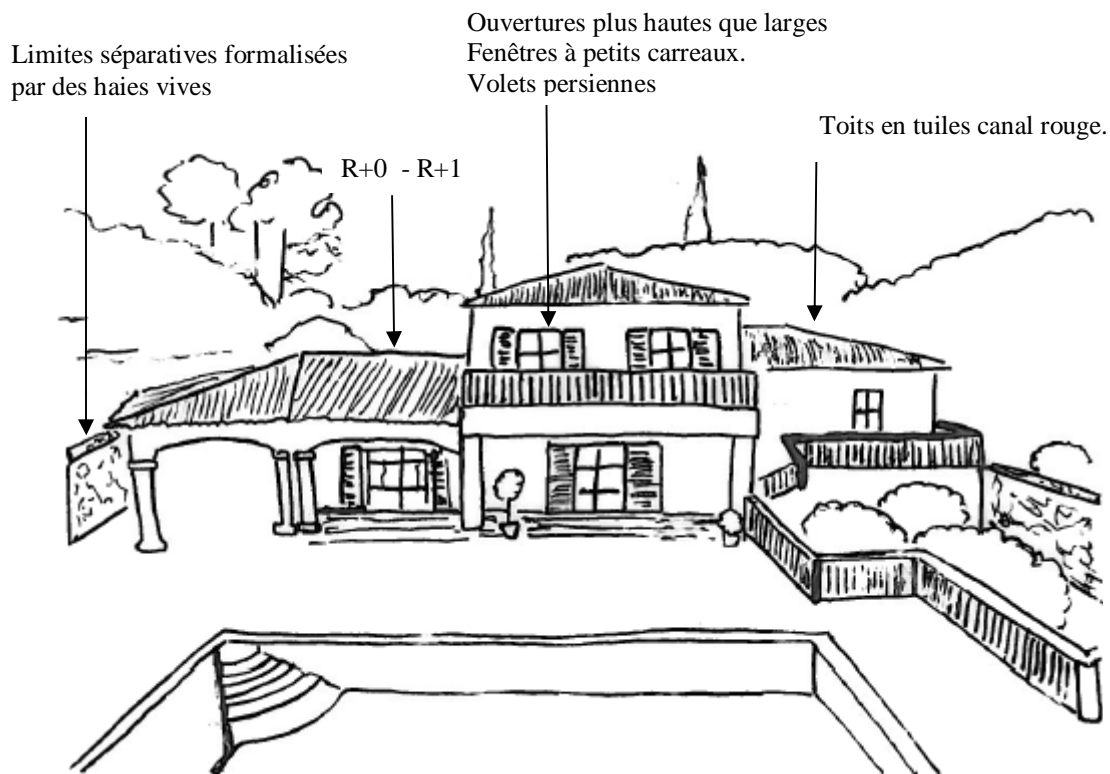 Limites séparatives formalisées
par des haies vives
Ouvertures plus hautes que larges
Fenêtres à petits carreaux.
Volets persiennes
Toits en tuiles canal rouge.
R+0 - R+1